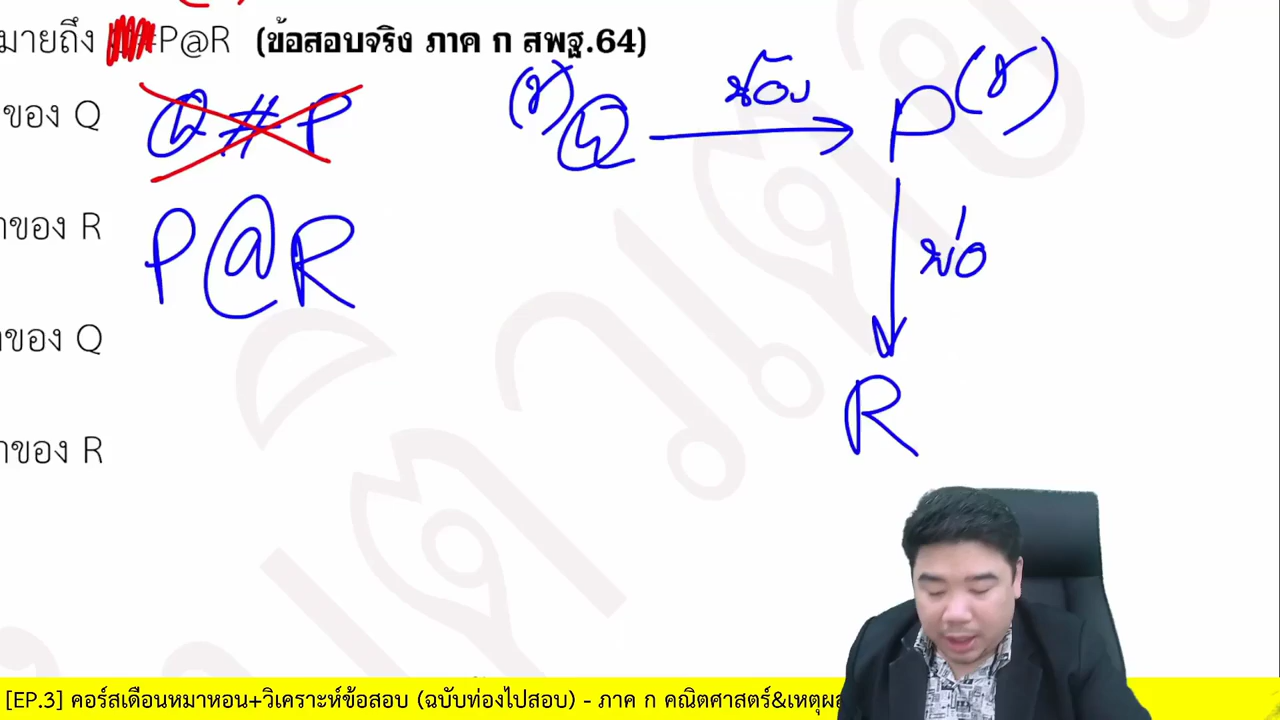 มายถึง #P@R (ข้อสอบจริง ภาค ก สพฐ.64)
ของ Q Q # P
(ช) Q น้อง P (ช)
ของ R P @ R
พ่อ
ของ Q
R
ของ R
[EP.3] คอร์สเดือนหมาหอน+วิเคราะห์ข้อสอบ (ฉบับท่องไปสอบ) - ภาค ก คณิตศาสตร์&เหตุผล